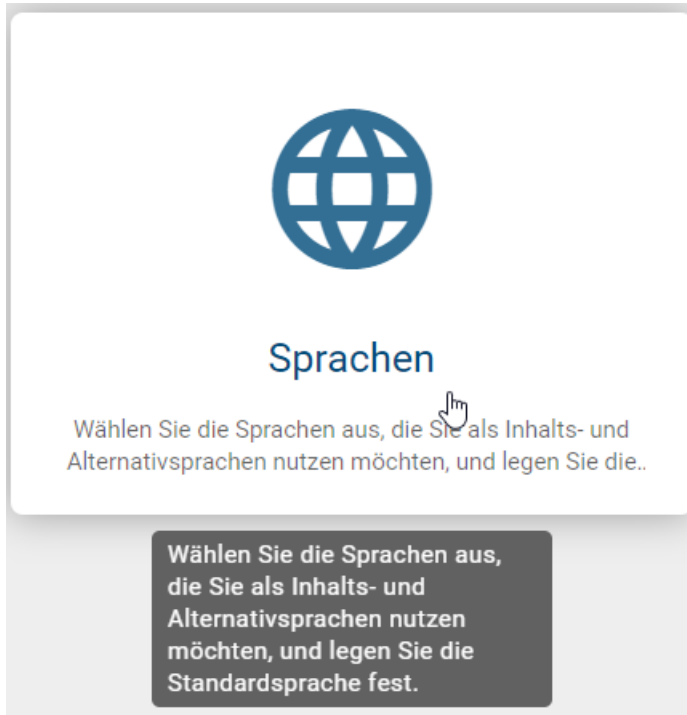 Sprachen
Wählen Sie die Sprachen aus, die Sie als Inhalts- und
Alternativsprachen nutzen möchten, und legen Sie die..
Wählen Sie die Sprachen aus,
die Sie als Inhalts- und
Alternativsprachen nutzen
möchten, und legen Sie die
Standardsprache fest.